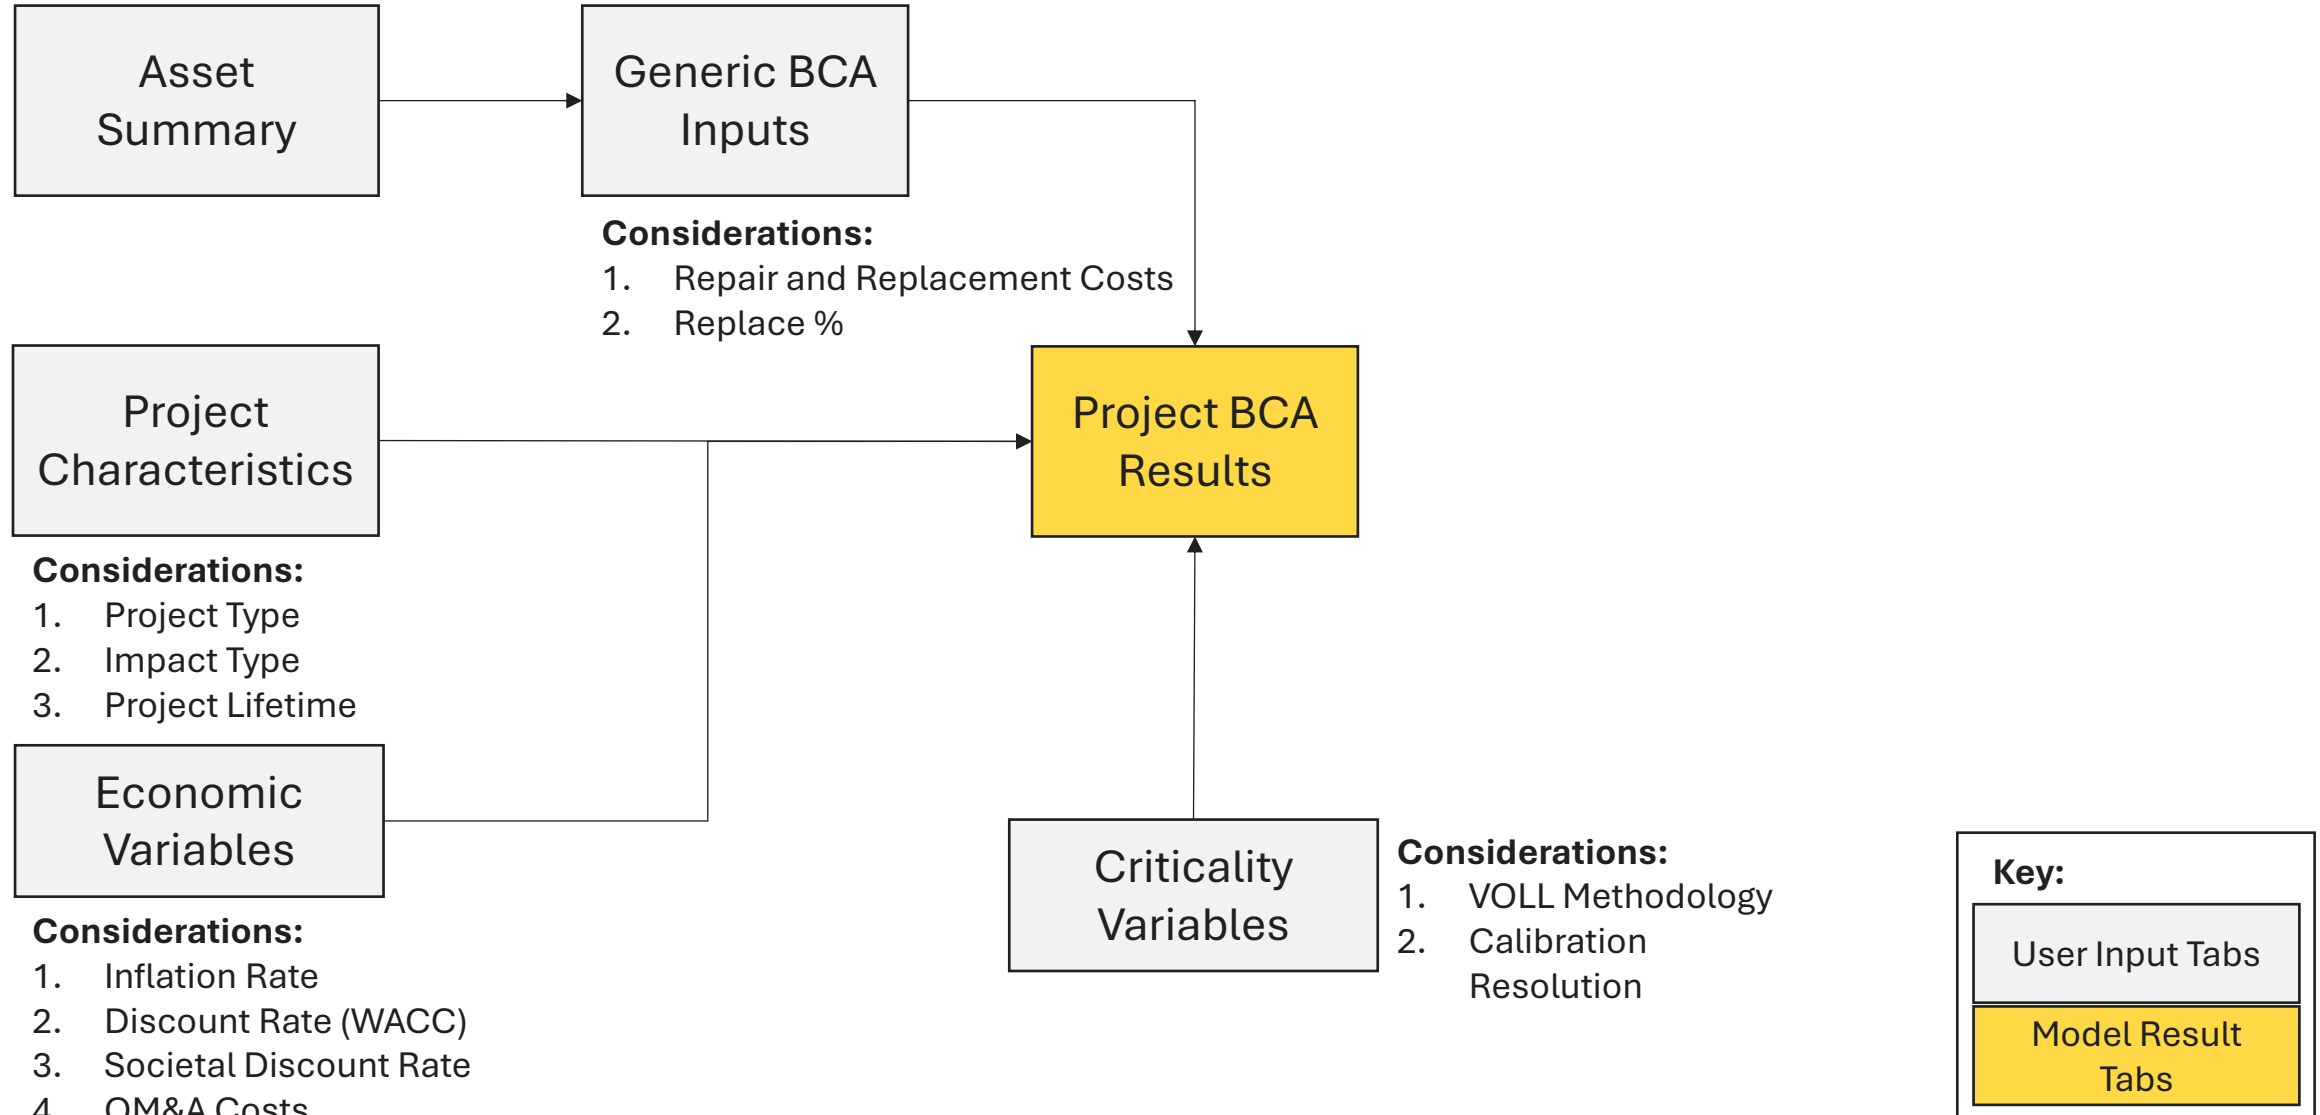 Asset
Summary
Generic BCA
Inputs
Considerations:
1. Repair and Replacement Costs
2. Replace %
Project
Characteristics
Considerations:
1. Project Type
2. Impact Type
3. Project Lifetime
Project BCA
Results
Economic
Variables
Considerations:
1. Inflation Rate
2. Discount Rate (WACC)
3. Societal Discount Rate
4. OM&A Costs
Criticality
Variables
Considerations:
1. VOLL Methodology
2. Calibration
Resolution
Key:
User Input Tabs
Model Result
Tabs